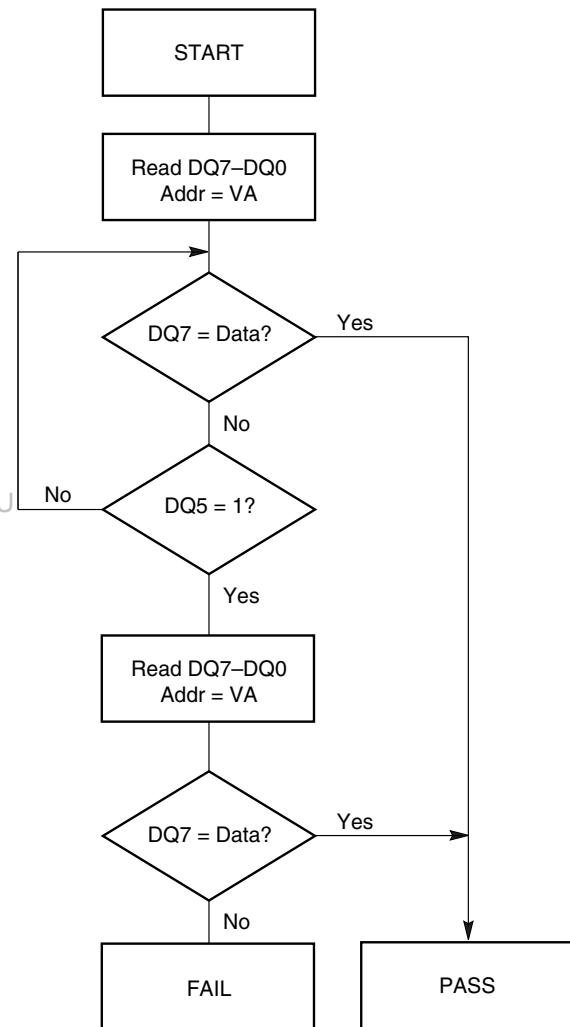 START
Read DQ7–DQ0
Addr = VA
DQ7 = Data?
Yes
No
DQ5 = 1?
No
Yes
Read DQ7–DQ0
Addr = VA
DQ7 = Data?
Yes
No
FAIL
PASS